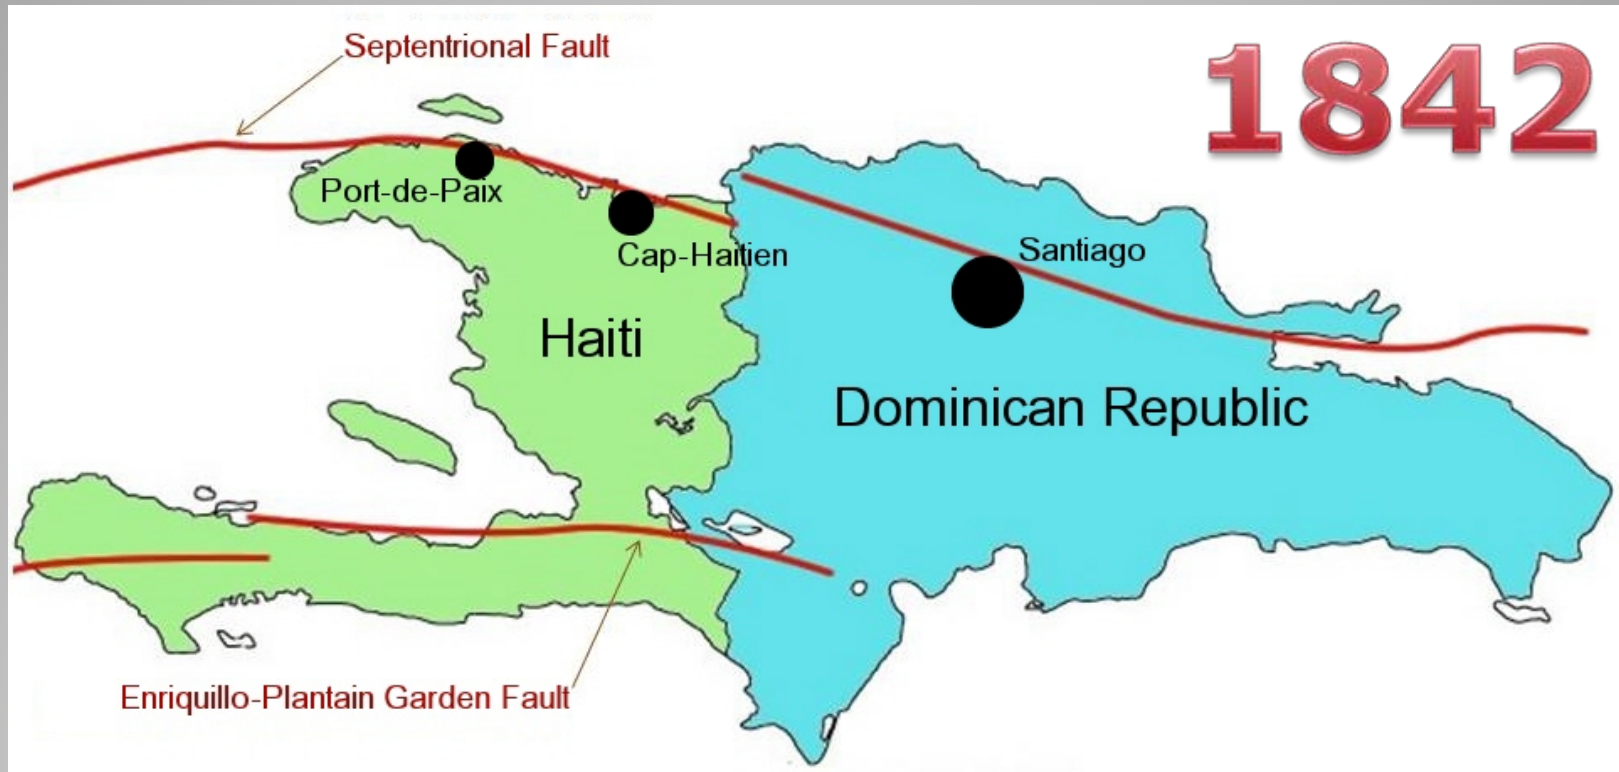 Septentrional Fault
1842
Port-de-Paix
Cap-Haitien
Santiago
Haiti
Dominican Republic
Enriquillo-Plantain Garden Fault